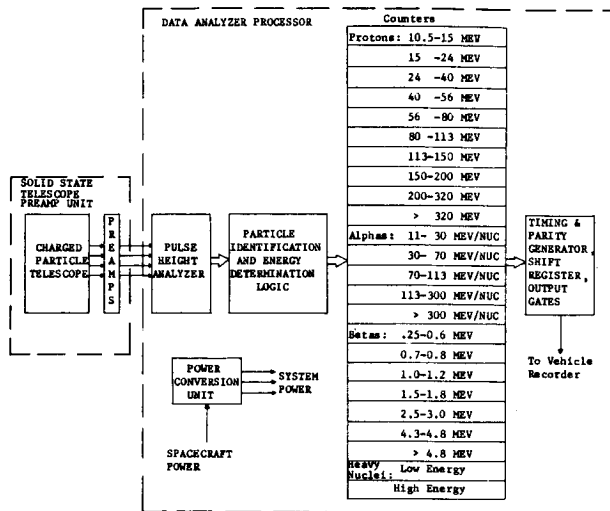 DATA ANALYZER PROCESSOR
Counters
Protons: 10.5-15 MEV
15 -24 MEV
24 -40 MEV
40 -56 MEV
56 -80 MEV
80 -113 MEV
113-150 MEV
150-200 MEV
200-320 MEV
> 320 MEV
Alphas: 11- 30 MEV/NUC
30- 70 MEV/NUC
70-113 MEV/NUC
113-300 MEV/NUC
> 300 MEV/NUC
Betas: .25-0.6 MEV
0.7-0.8 MEV
1.0-1.2 MEV
1.5-1.8 MEV
2.5-3.0 MEV
4.3-4.8 MEV
> 4.8 MEV
Heavy
Nuclei: Low Energy
High Energy
SOLID STATE
TELESCOPE
PREAMP UNIT
CHARGED
PARTICLE
TELESCOPE
PREAMPS
PULSE
HEIGHT
ANALYZER
PARTICLE
IDENTIFICATION
AND ENERGY
DETERMINATION
LOGIC
TIMING &
PARITY
GENERATOR,
SHIFT
REGISTER,
OUTPUT
GATES
To Vehicle
Recorder
POWER
CONVERSION
UNIT
SYSTEM
POWER
SPACECRAFT
POWER